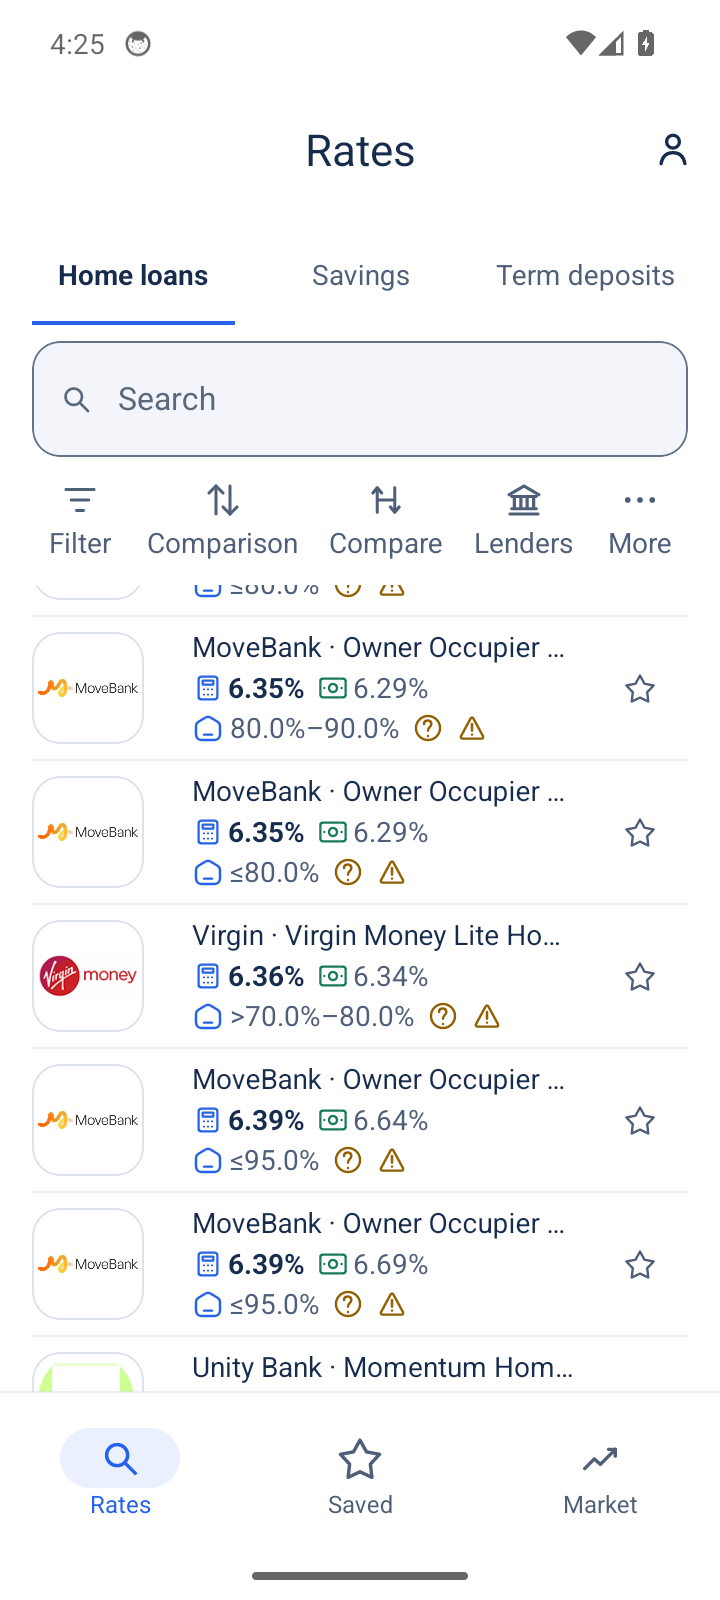 4:25
Rates
Home loans
Savings
Term deposits
Search
Filter
Comparison
Compare
Lenders
More
≤80.0%
MoveBank
MoveBank · Owner Occupier ...
6.35% 6.29%
80.0%–90.0%
MoveBank
MoveBank · Owner Occupier ...
6.35% 6.29%
≤80.0%
Virgin money
Virgin · Virgin Money Lite Ho...
6.36% 6.34%
>70.0%–80.0%
MoveBank
MoveBank · Owner Occupier ...
6.39% 6.64%
≤95.0%
MoveBank
MoveBank · Owner Occupier ...
6.39% 6.69%
≤95.0%
Unity Bank · Momentum Hom...
Rates
Saved
Market